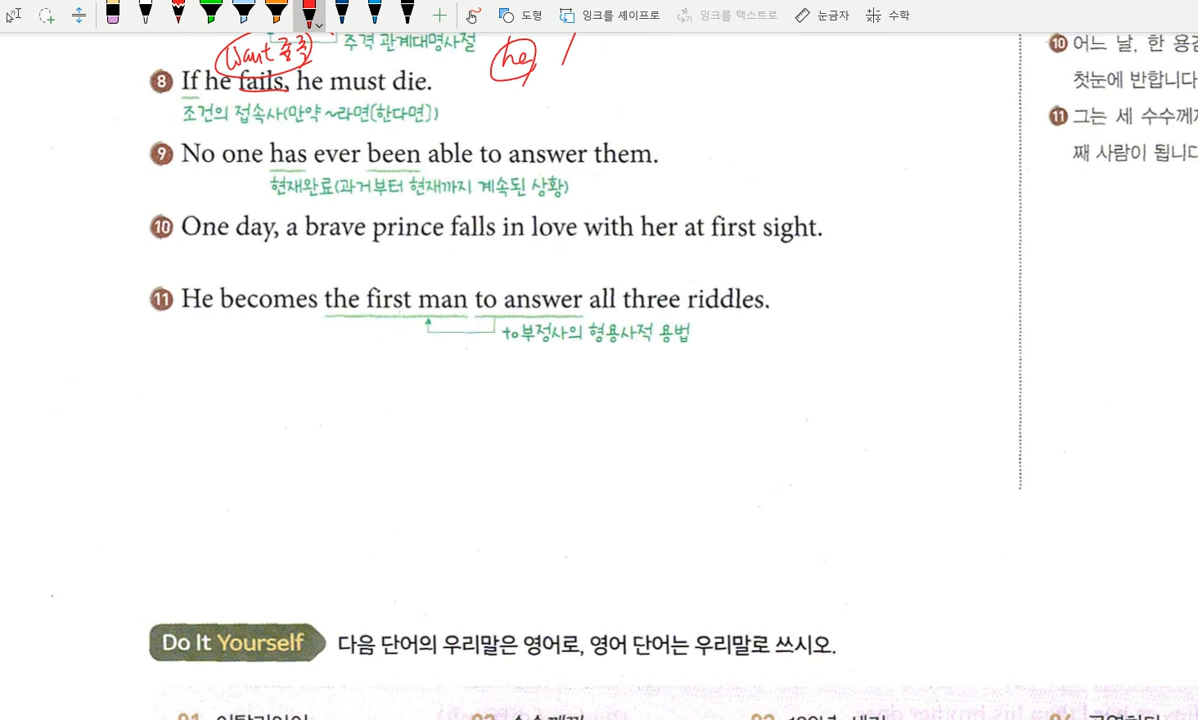 도형 잉크를 셰이프로 잉크를 텍스트로 눈금자 수학
주격 관계대명사절
want 중졸
he
⑧ If he fails, he must die.
조건의 접속사(만약 ~라면[한다면])
⑨ No one has ever been able to answer them.
현재완료(과거부터 현재까지 계속된 상황)
⑩ One day, a brave prince falls in love with her at first sight.
⑪ He becomes the first man to answer all three riddles.
to부정사의 형용사적 용법
⑩ 어느 날, 한 용감
첫눈에 반합니다
⑪ 그는 세 수수께끼
째 사람이 됩니다
Do It Yourself 다음 단어의 우리말은 영어로, 영어 단어는 우리말로 쓰시오.